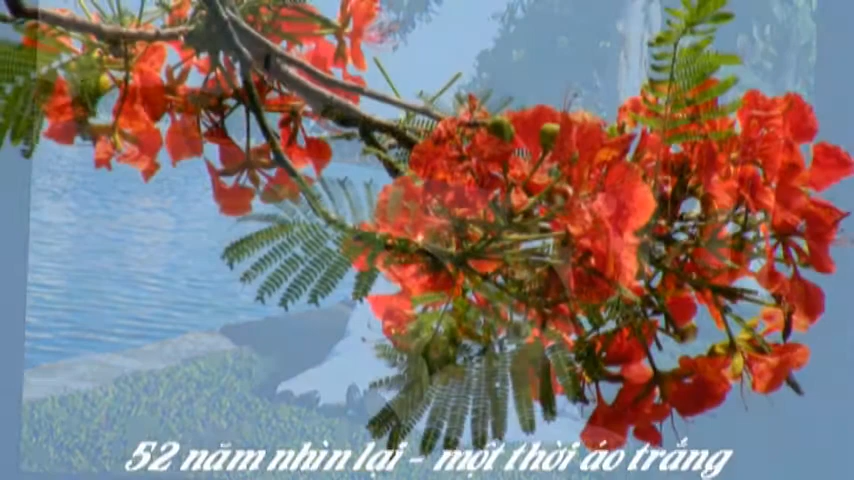 52 năm nhìn lại - một thời áo trắng